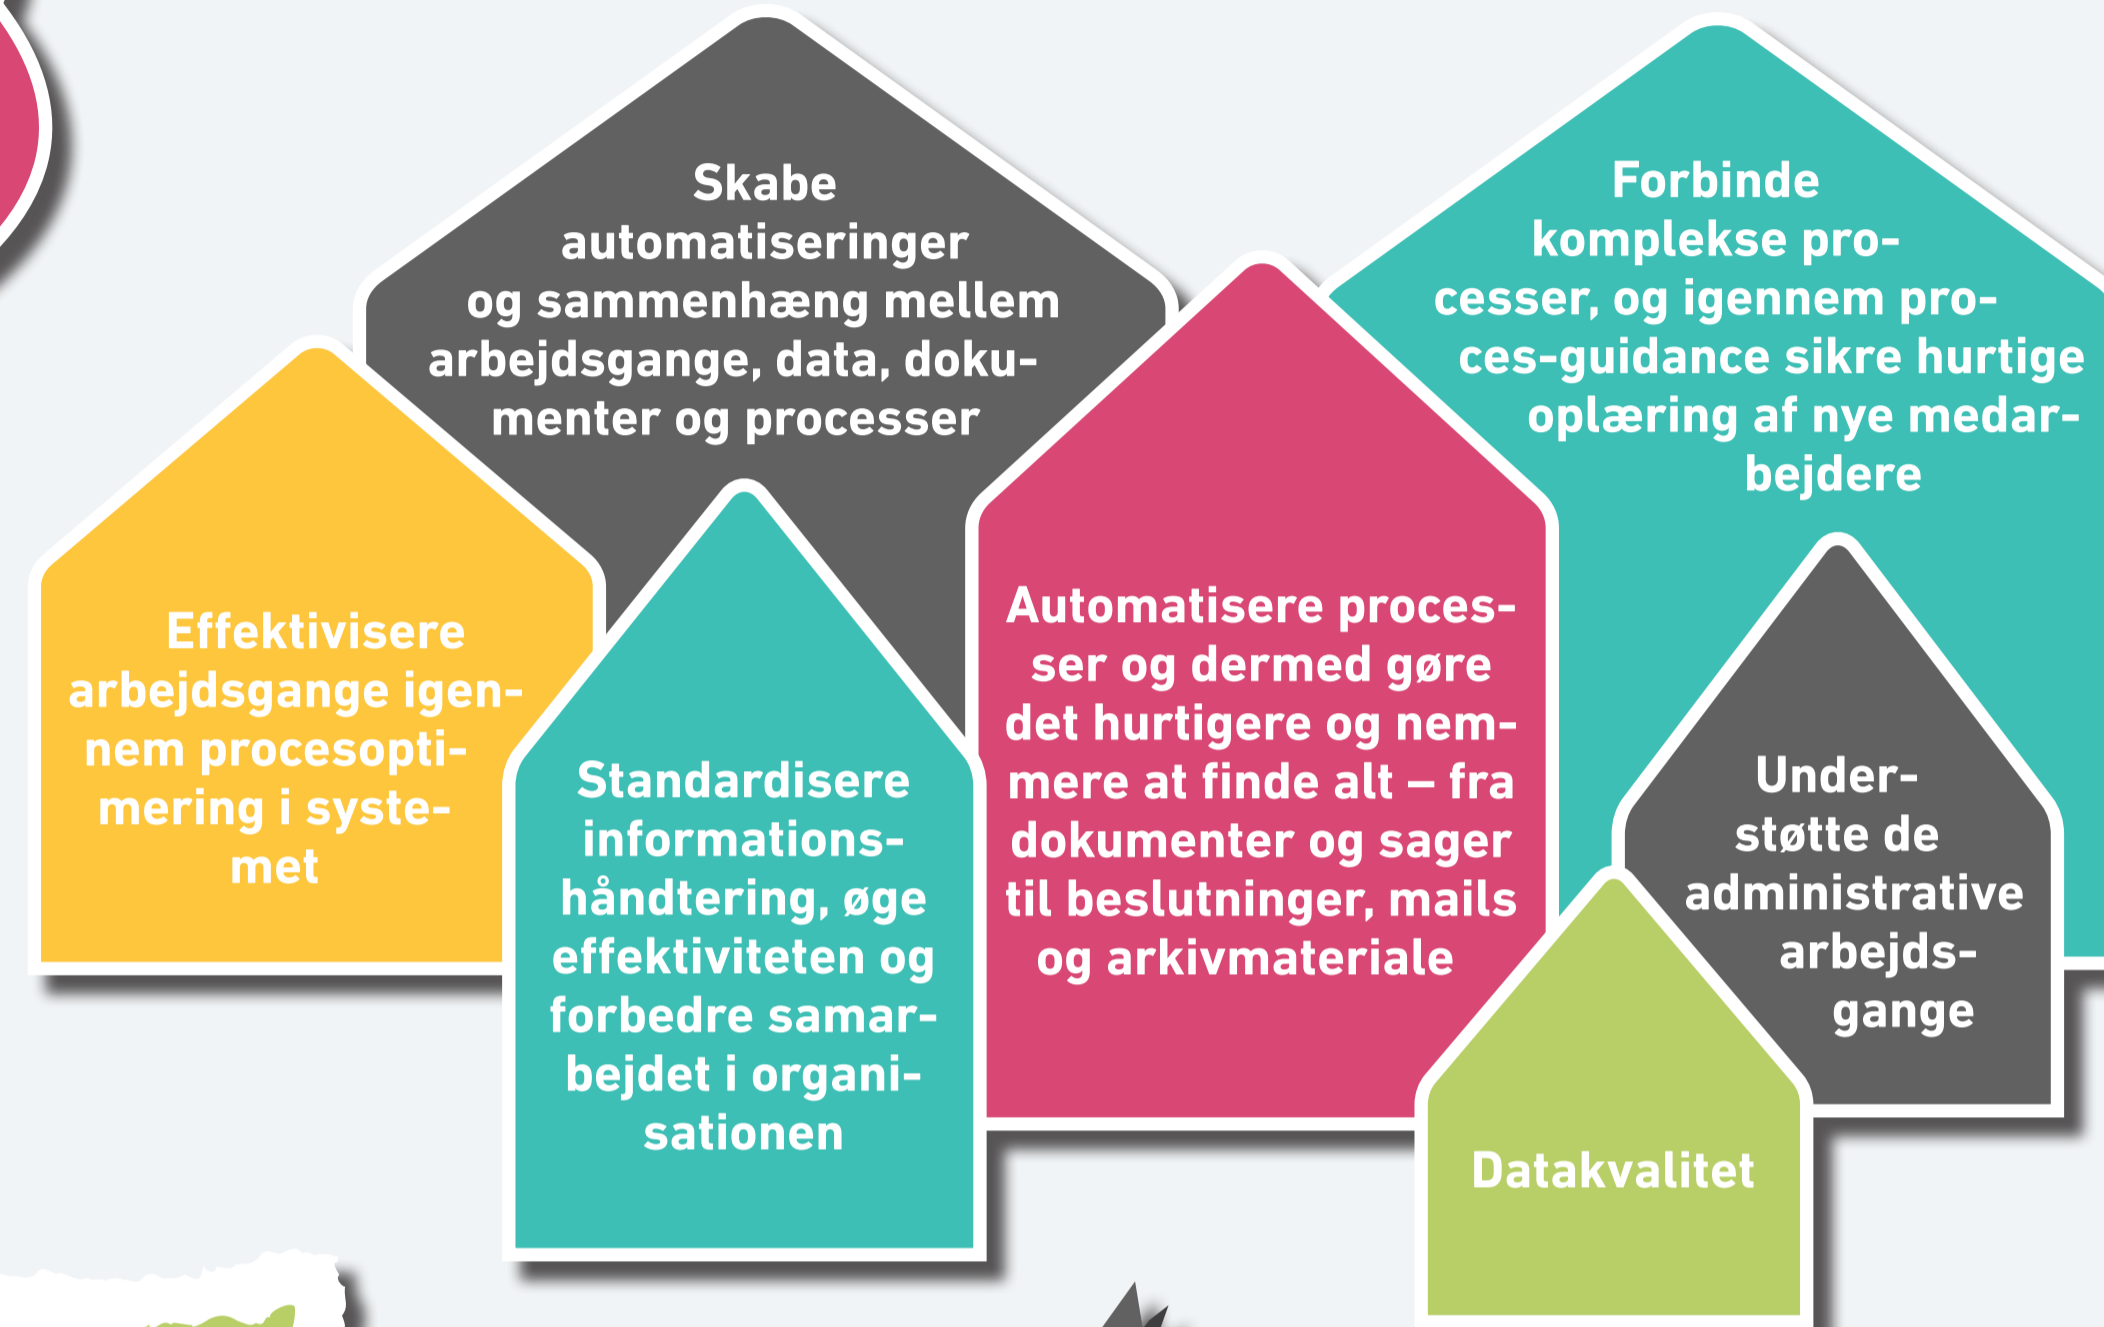 Skabe
automatiseringer
og sammenhæng mellem
arbejdsgange, data, doku-
menter og processer
Forbinde
komplekse pro-
cesser, og igennem pro-
ces-guidance sikre hurtige
oplæring af nye medar-
bejdere
Effektivisere
arbejdsgange igen-
nem procesopti-
mering i syste-
met
Standardisere
informations-
håndtering, øge
effektiviteten og
forbedre samar-
bejdet i organi-
sationen
Automatisere proces-
ser og dermed gøre
det hurtigere og nem-
mere at finde alt – fra
dokumenter og sager
til beslutninger, mails
og arkivmateriale
Under-
støtte de
administrative
arbejds-
gange
Datakvalitet